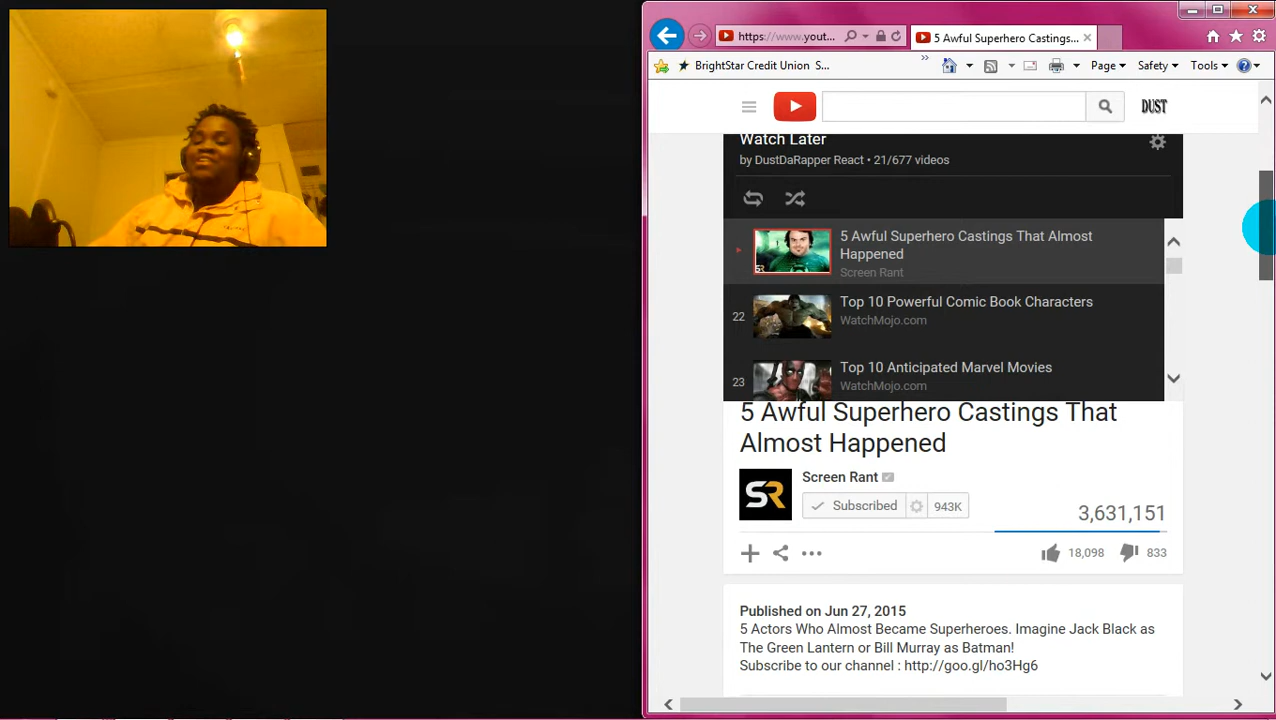 https://www.yout...
5 Awful Superhero Castings...
BrightStar Credit Union S...
Page
Safety
Tools
DUST
Watch Later
by DustDaRapper React • 21/677 videos
5 Awful Superhero Castings That Almost
Happened
Screen Rant
22
Top 10 Powerful Comic Book Characters
WatchMojo.com
23
Top 10 Anticipated Marvel Movies
WatchMojo.com
5 Awful Superhero Castings That
Almost Happened
SR
Screen Rant
Subscribed
943K
3,631,151
18,098
833
Published on Jun 27, 2015
5 Actors Who Almost Became Superheroes. Imagine Jack Black as
The Green Lantern or Bill Murray as Batman!
Subscribe to our channel : http://goo.gl/ho3Hg6